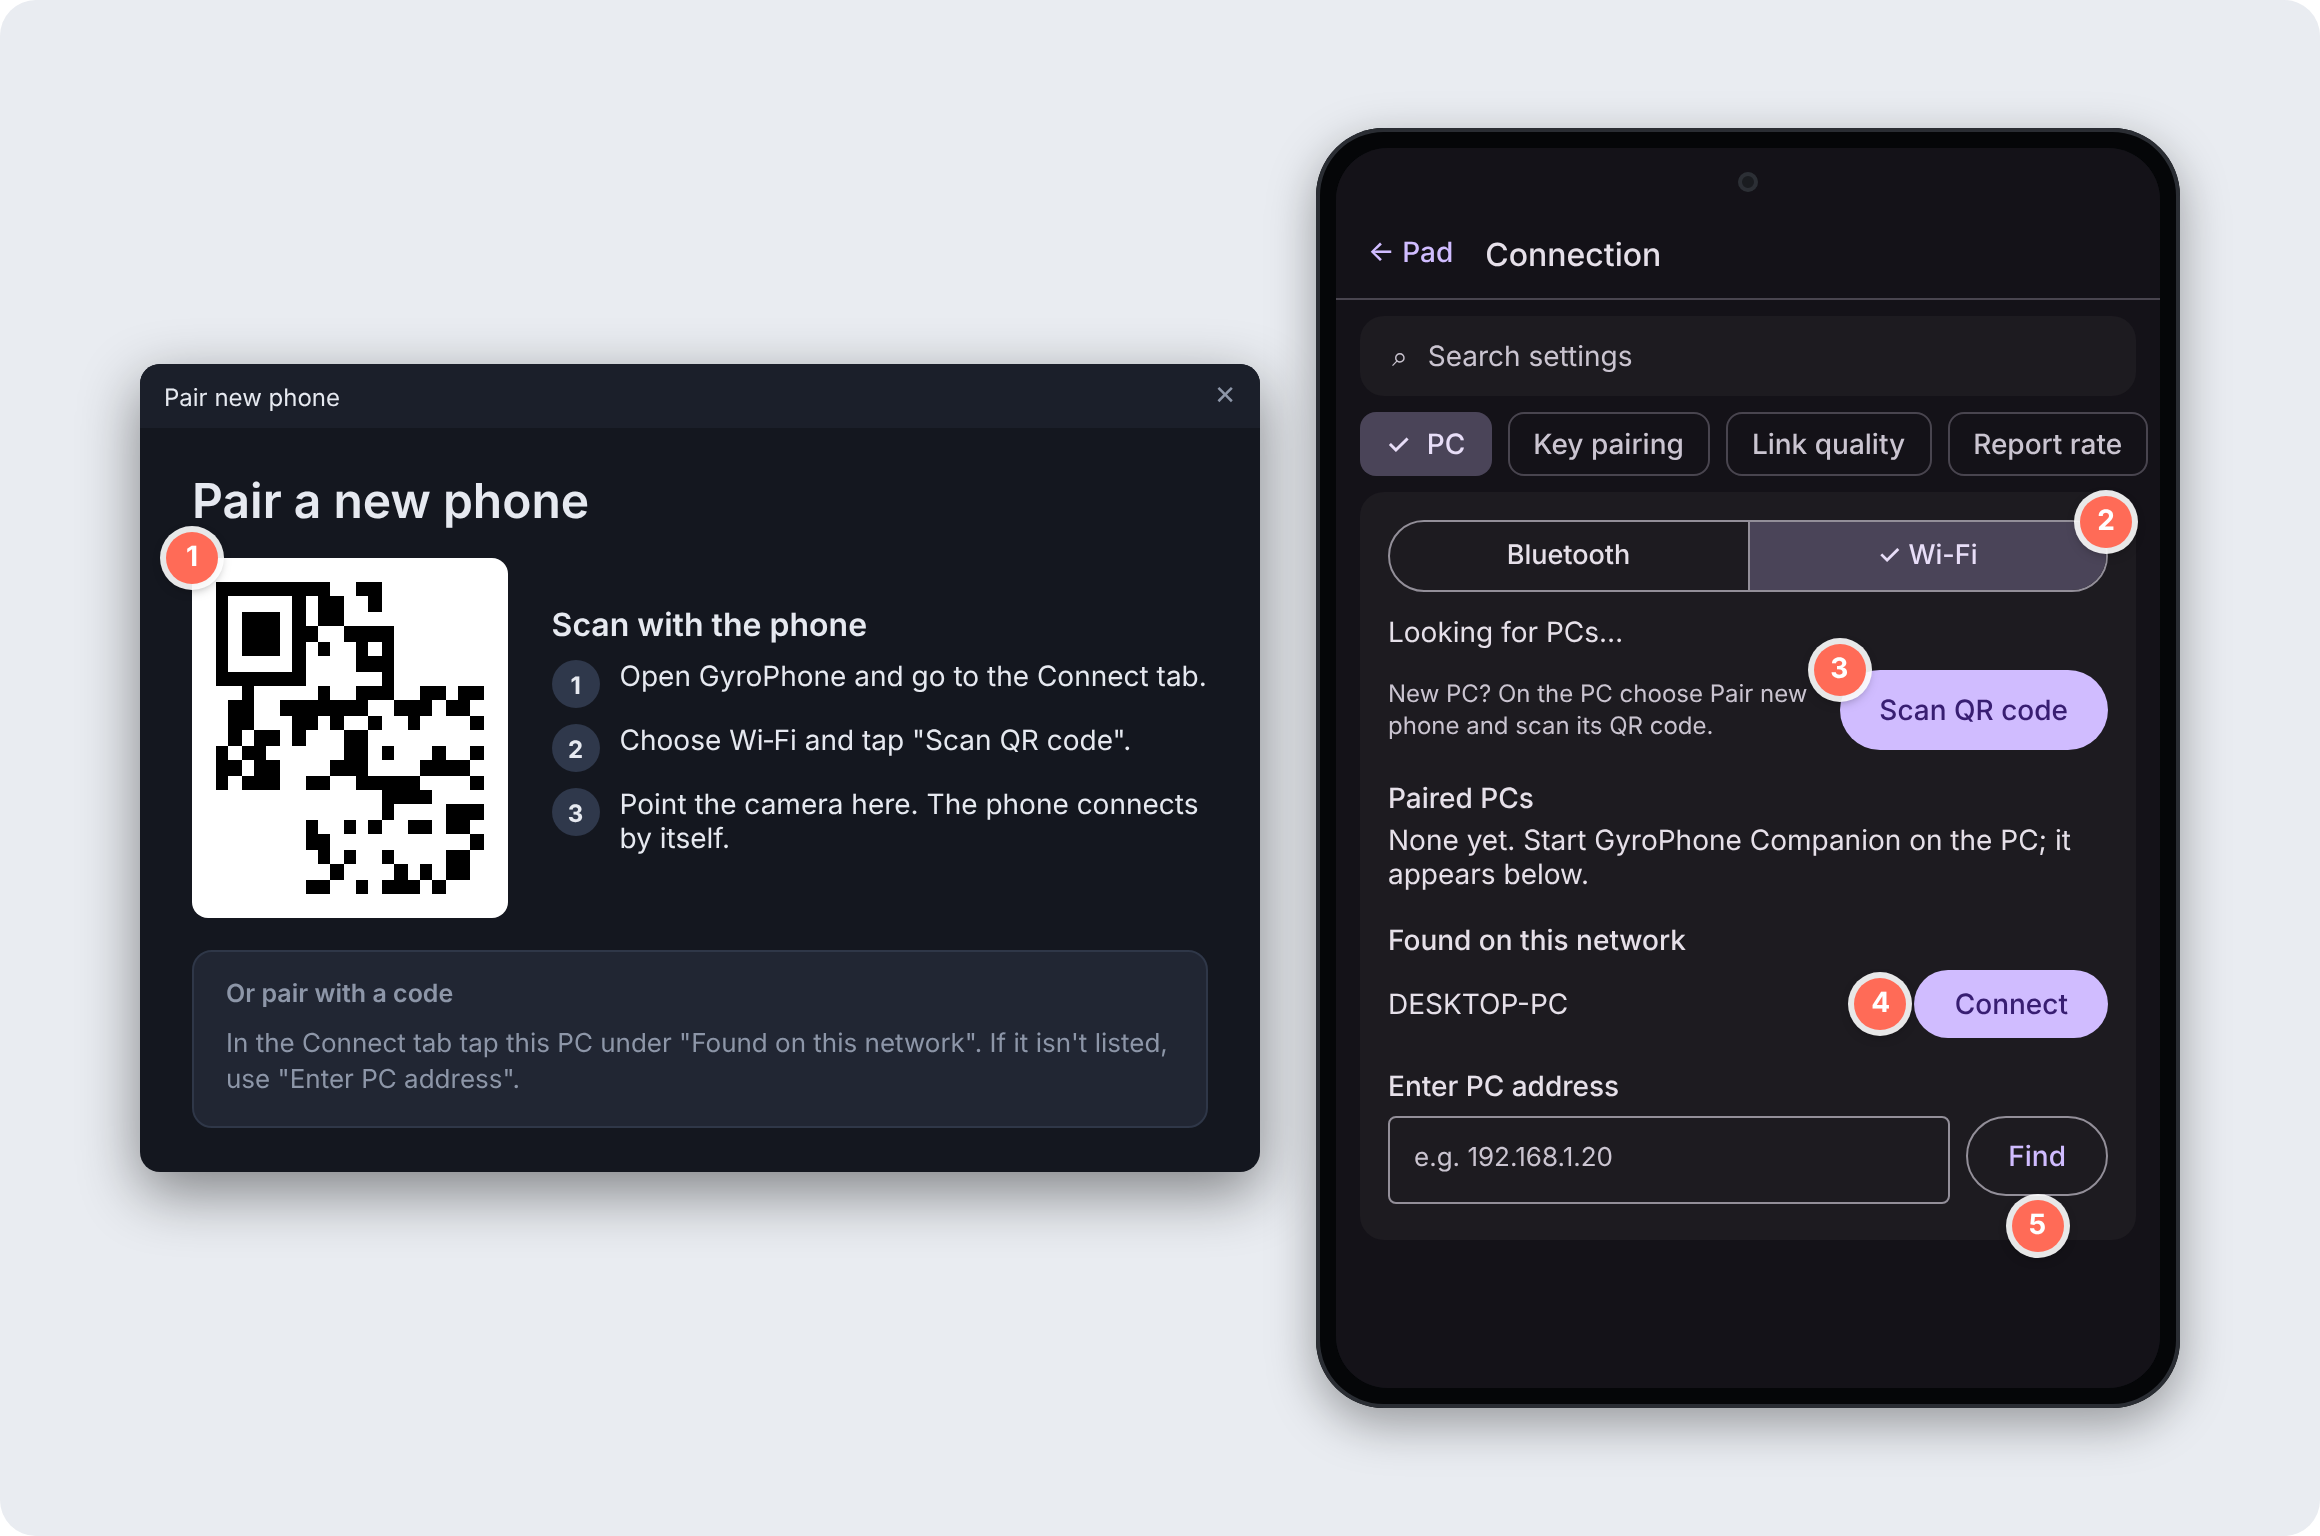 Pair new phone
Pair a new phone
1
Scan with the phone
1 Open GyroPhone and go to the Connect tab.
2 Choose Wi-Fi and tap "Scan QR code".
3 Point the camera here. The phone connects
by itself.
Or pair with a code
In the Connect tab tap this PC under "Found on this network". If it isn't listed,
use "Enter PC address".
← Pad Connection
Search settings
✓ PC Key pairing Link quality Report rate
2
Bluetooth ✓ Wi-Fi
Looking for PCs...
3
New PC? On the PC choose Pair new
phone and scan its QR code.
Scan QR code
Paired PCs
None yet. Start GyroPhone Companion on the PC; it
appears below.
Found on this network
DESKTOP-PC 4 Connect
Enter PC address
e.g. 192.168.1.20 Find
5